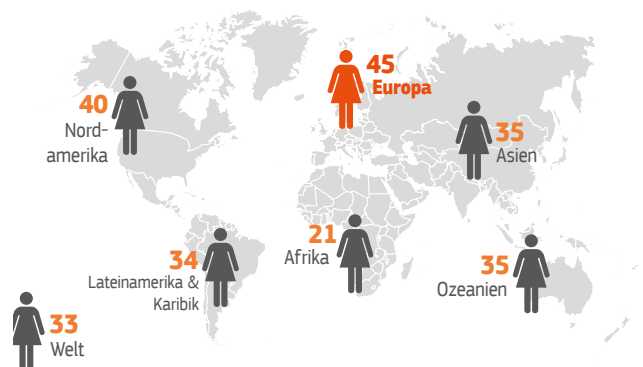 45
Europa
40
Nord-
amerika
35
Asien
21
Afrika
34
Lateinamerika &
Karibik
35
Ozeanien
33
Welt